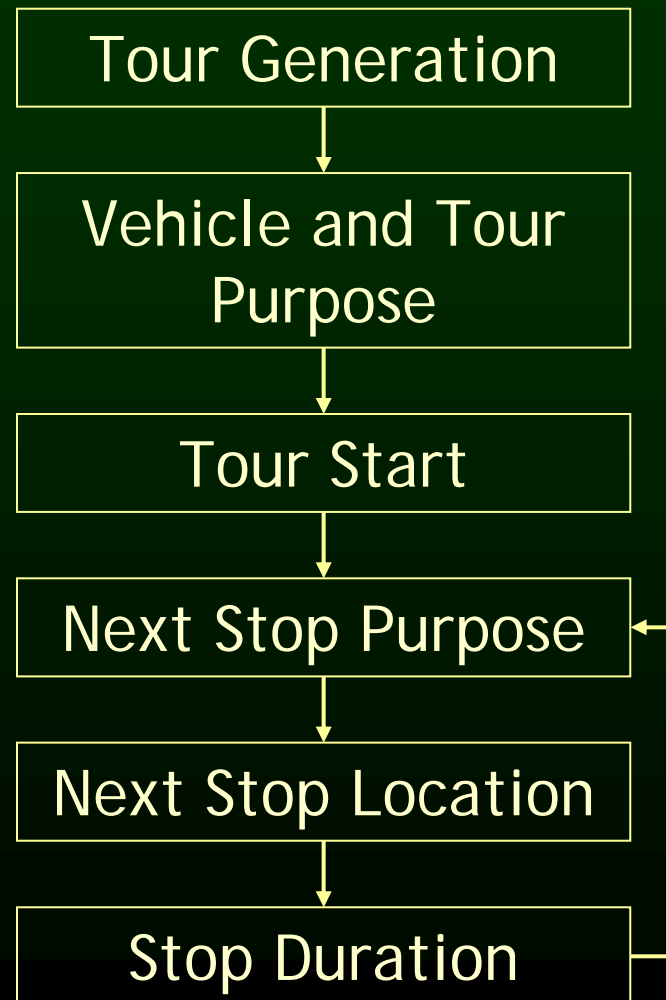 Tour Generation
Vehicle and Tour
Purpose
Tour Start
Next Stop Purpose
Next Stop Location
Stop Duration